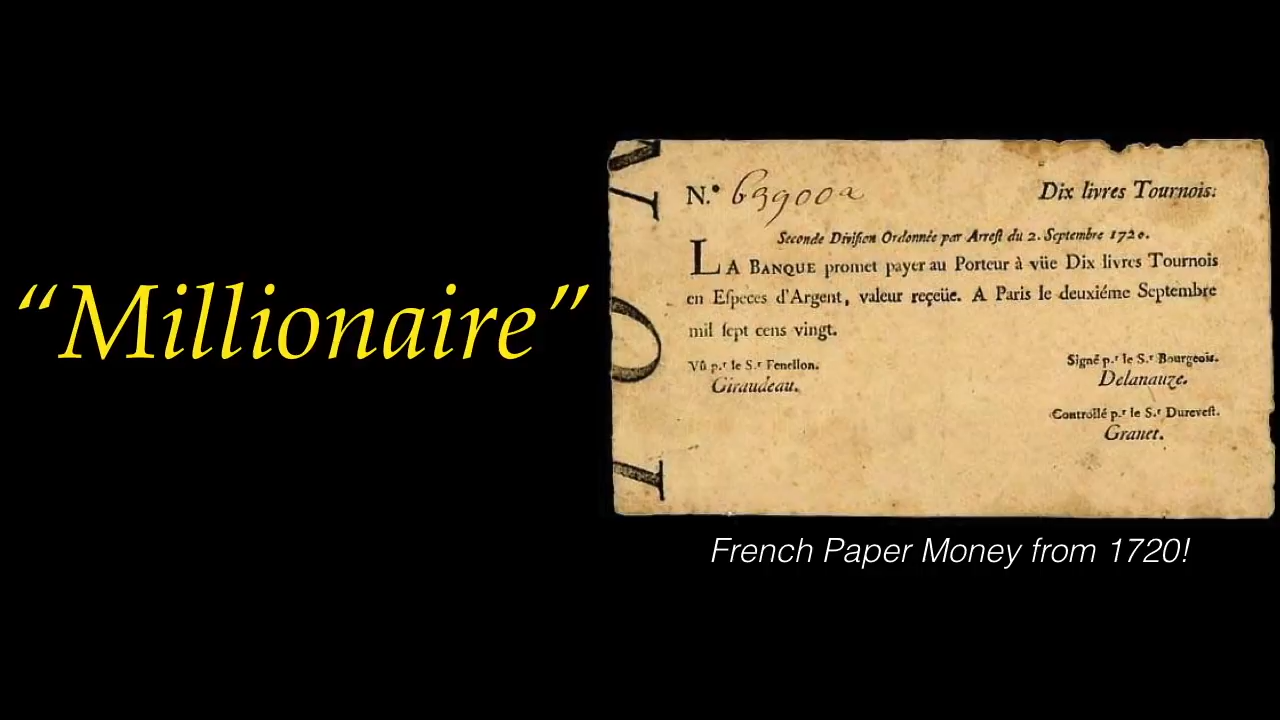 “Millionaire”
N.º 639002
Dix livres Tournois.
Seconde Division Ordonnée par Arrest du 2. Septembre 1720.
LA BANQUE promet payer au Porteur à vüe Dix livres Tournois
en Eſpeces d'Argent, valeur reçeüe. A Paris le deuxiéme Septembre
mil ſept cens vingt.
Vû p.r le S.r Fenellon.
Giraudeau.
Signé p.r le S.r Bourgeois.
Delanauze.
Controllé p.r le S.r Durevest.
Granet.
French Paper Money from 1720!